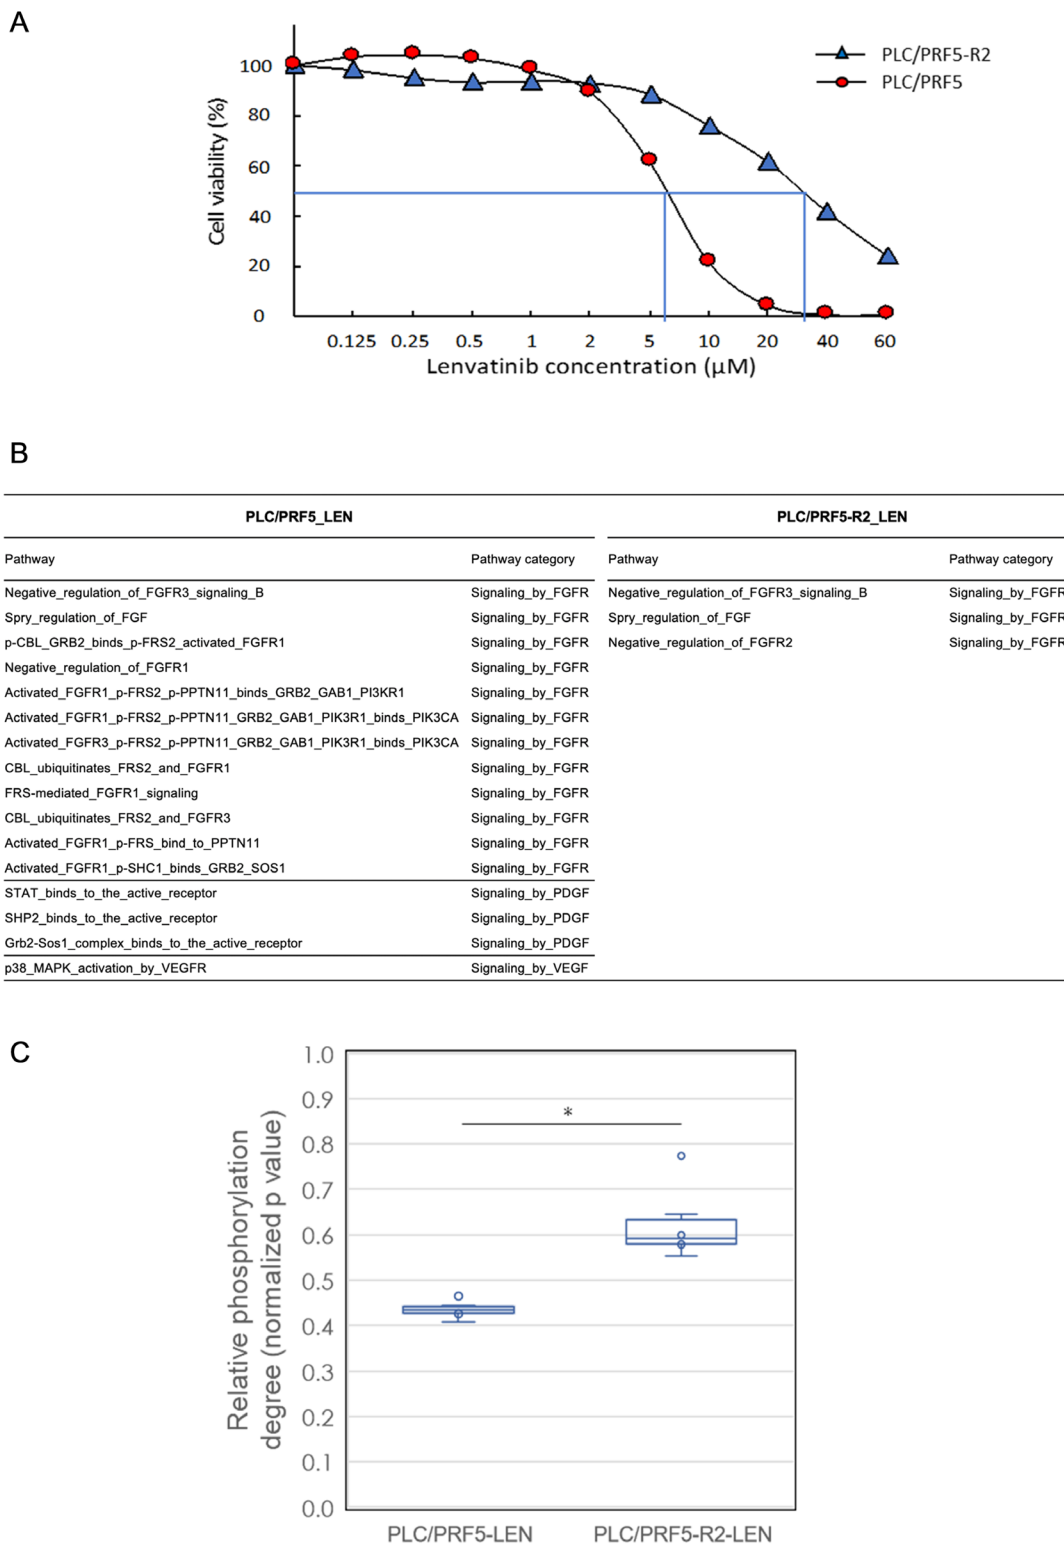 A
PLC/PRF5-R2
PLC/PRF5
Cell viability (%)
100
80
60
40
20
0
0.125 0.25 0.5 1 2 5 10 20 40 60
Lenvatinib concentration (μM)
B
PLC/PRF5_LEN PLC/PRF5-R2_LEN
Pathway Pathway category Pathway Pathway category
Negative_regulation_of_FGFR3_signaling_B Signaling_by_FGFR Negative_regulation_of_FGFR3_signaling_B Signaling_by_FGFR
Spry_regulation_of_FGF Signaling_by_FGFR Spry_regulation_of_FGF Signaling_by_FGFR
p-CBL_GRB2_binds_p-FRS2_activated_FGFR1 Signaling_by_FGFR Negative_regulation_of_FGFR2 Signaling_by_FGFR
Negative_regulation_of_FGFR1 Signaling_by_FGFR
Activated_FGFR1_p-FRS2_p-PPTN11_binds_GRB2_GAB1_PI3KR1 Signaling_by_FGFR
Activated_FGFR1_p-FRS2_p-PPTN11_GRB2_GAB1_PIK3R1_binds_PIK3CA Signaling_by_FGFR
Activated_FGFR3_p-FRS2_p-PPTN11_GRB2_GAB1_PIK3R1_binds_PIK3CA Signaling_by_FGFR
CBL_ubiquitinates_FRS2_and_FGFR1 Signaling_by_FGFR
FRS-mediated_FGFR1_signaling Signaling_by_FGFR
CBL_ubiquitinates_FRS2_and_FGFR3 Signaling_by_FGFR
Activated_FGFR1_p-FRS_bind_to_PPTN11 Signaling_by_FGFR
Activated_FGFR1_p-SHC1_binds_GRB2_SOS1 Signaling_by_FGFR
STAT_binds_to_the_active_receptor Signaling_by_PDGF
SHP2_binds_to_the_active_receptor Signaling_by_PDGF
Grb2-Sos1_complex_binds_to_the_active_receptor Signaling_by_PDGF
p38_MAPK_activation_by_VEGFR Signaling_by_VEGF
C
Relative phosphorylation
degree (normalized p value)
1.0
0.9
0.8
0.7
0.6
0.5
0.4
0.3
0.2
0.1
0.0
*
PLC/PRF5-LEN PLC/PRF5-R2-LEN